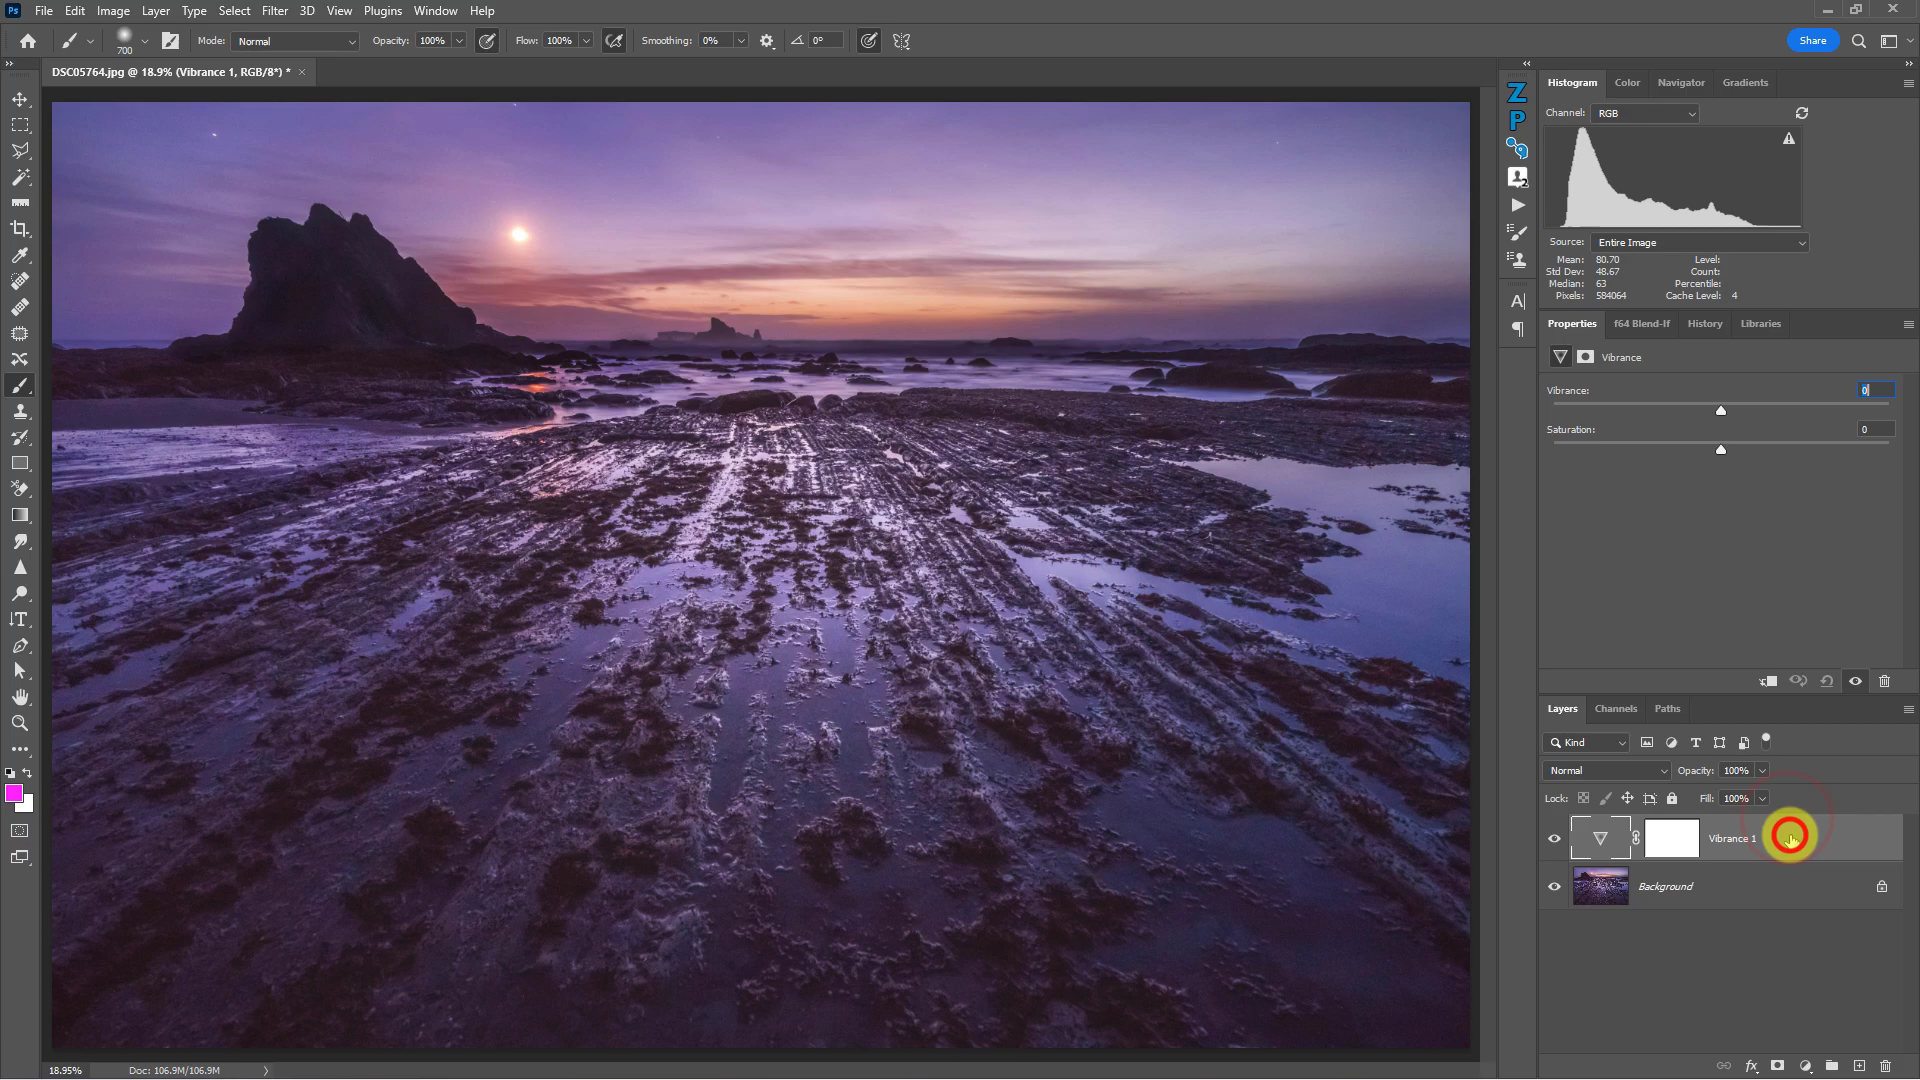 Ps File Edit Image Layer Type Select Filter 3D View Plugins Window Help
700 Mode: Normal Opacity: 100% Flow: 100% Smoothing: 0% 0° Share
DSC05764.jpg @ 18.9% (Vibrance 1, RGB/8*) * ×
Histogram Color Navigator Gradients
Channel: RGB
Source: Entire Image
Mean: 80.70 Level:
Std Dev: 48.67 Count:
Median: 63 Percentile:
Pixels: 584064 Cache Level: 4
Properties f64 Blend-If History Libraries
Vibrance
Vibrance: 0
Saturation: 0
Layers Channels Paths
Kind
Normal Opacity: 100%
Lock: Fill: 100%
Vibrance 1
Background
18.95% Doc: 106.9M/106.9M